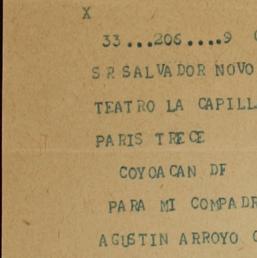 X
33...206....9
SR SALVADOR NOVO
TEATRO LA CAPILL
PARIS TRECE
COYOACAN DF
PARA MI COMPADR
AGUSTIN ARROYO